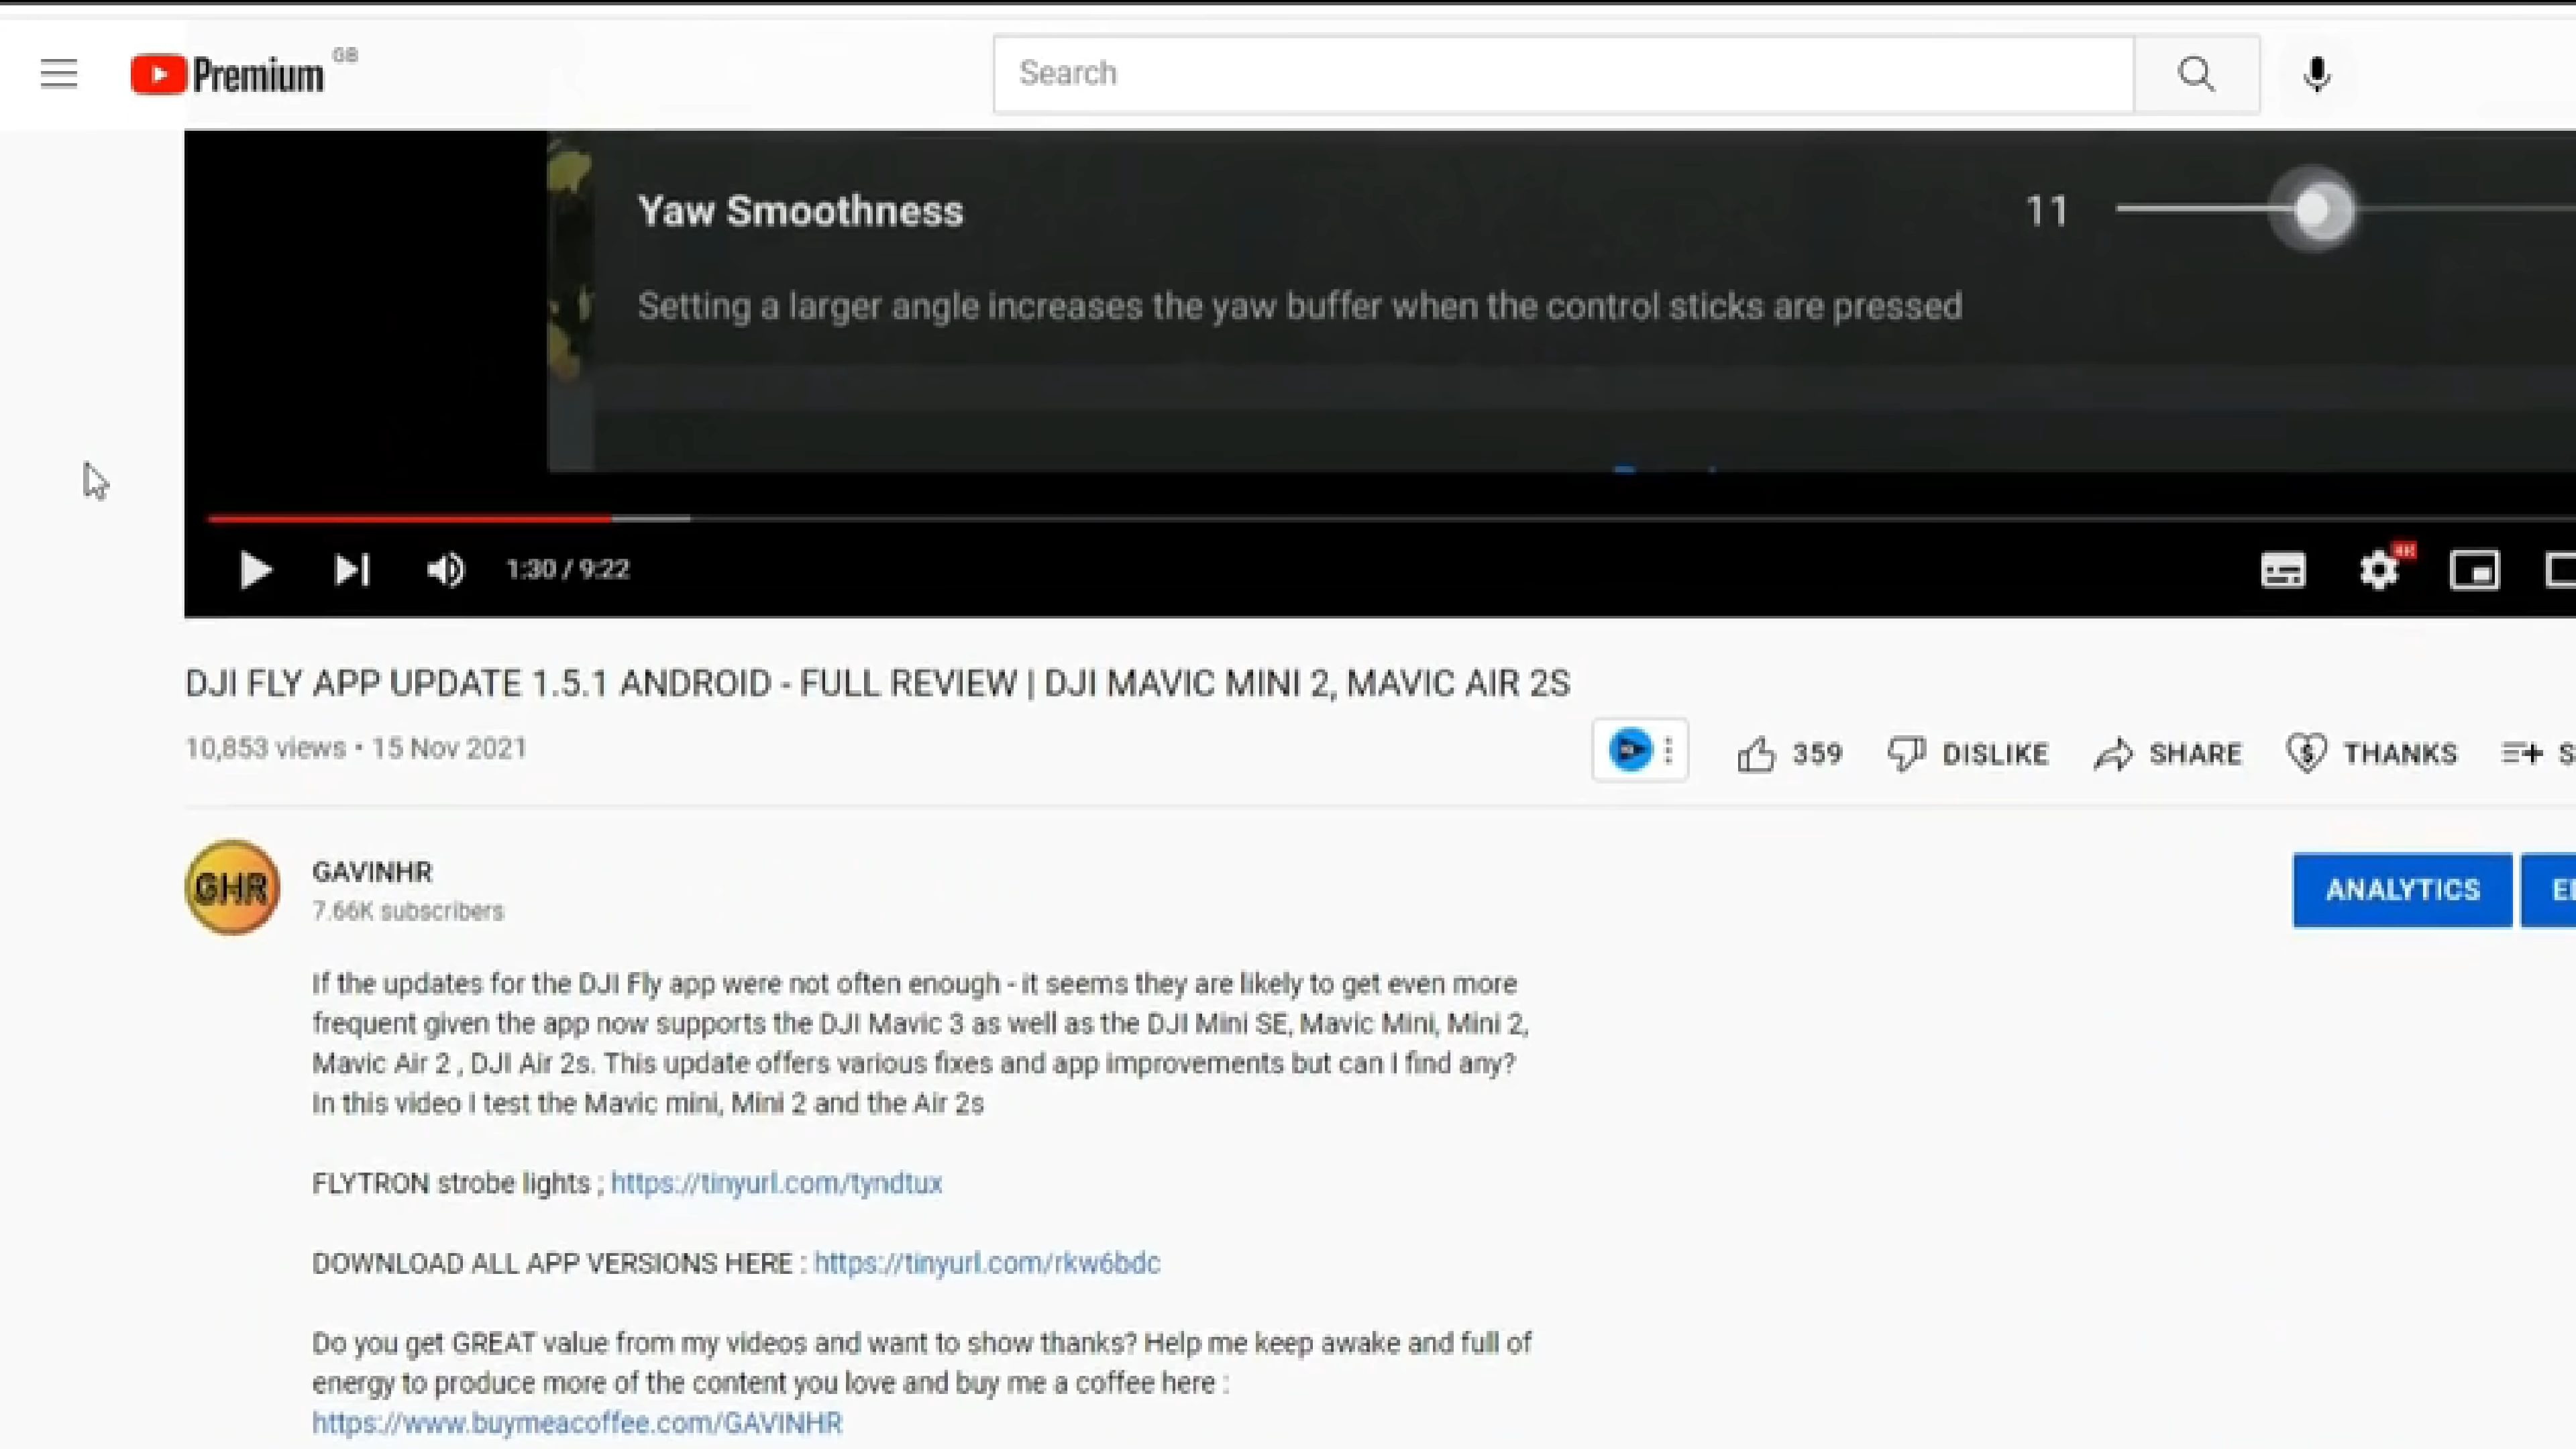 Premium GB
Search
Yaw Smoothness
11
Setting a larger angle increases the yaw buffer when the control sticks are pressed
1:30 / 9:22
DJI FLY APP UPDATE 1.5.1 ANDROID - FULL REVIEW | DJI MAVIC MINI 2, MAVIC AIR 2S
10,853 views • 15 Nov 2021
359 DISLIKE SHARE THANKS
GHR
GAVINHR
7.66K subscribers
ANALYTICS
If the updates for the DJI Fly app were not often enough - it seems they are likely to get even more
frequent given the app now supports the DJI Mavic 3 as well as the DJI Mini SE, Mavic Mini, Mini 2,
Mavic Air 2 , DJI Air 2s. This update offers various fixes and app improvements but can I find any?
In this video I test the Mavic mini, Mini 2 and the Air 2s
FLYTRON strobe lights ; https://tinyurl.com/tyndtux
DOWNLOAD ALL APP VERSIONS HERE : https://tinyurl.com/rkw6bdc
Do you get GREAT value from my videos and want to show thanks? Help me keep awake and full of
energy to produce more of the content you love and buy me a coffee here :
https://www.buymeacoffee.com/GAVINHR